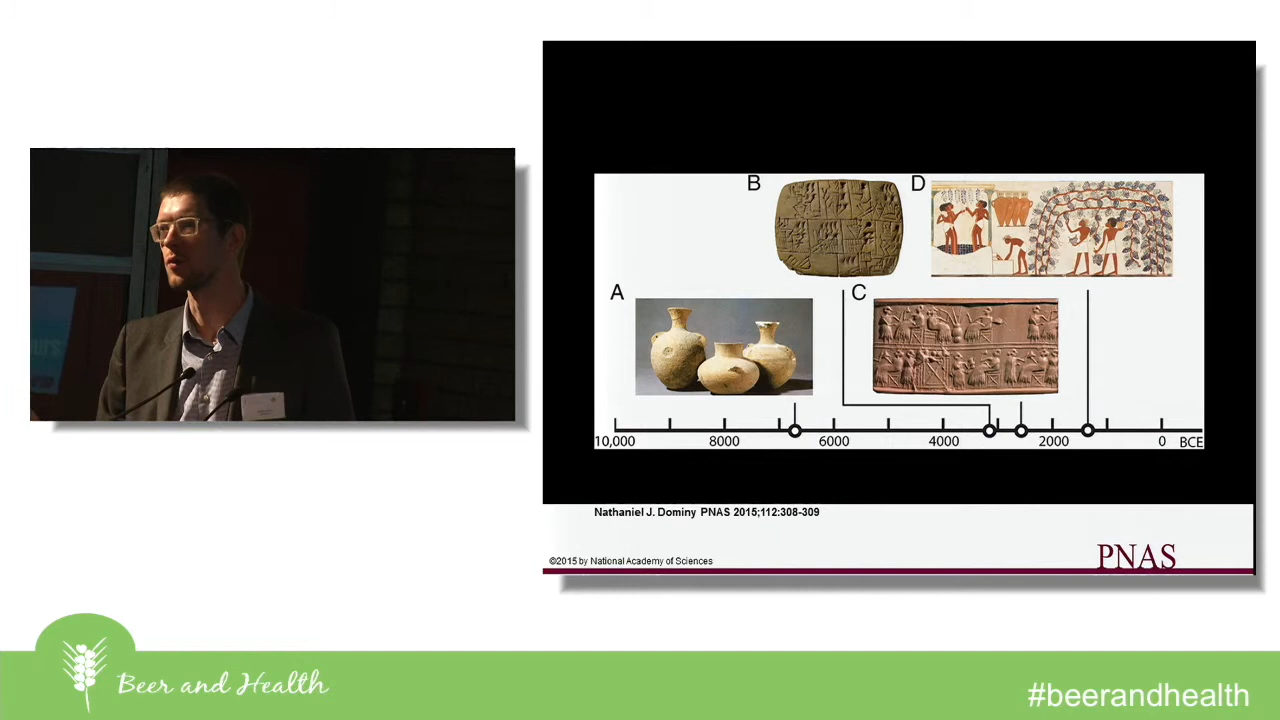 B
D
A
C
10,000 8000 6000 4000 2000 0 BCE
Nathaniel J. Dominy PNAS 2015;112:308-309
©2015 by National Academy of Sciences
PNAS
Beer and Health
#beerandhealth